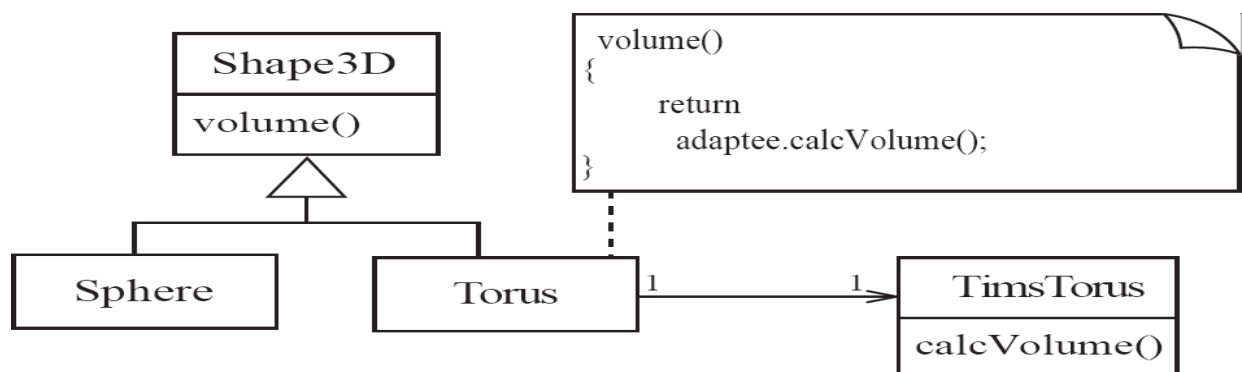 Shape3D
volume()
volume()
{
return
adaptee.calcVolume();
}
Sphere
Torus
1
1
TimsTorus
calcVolume()